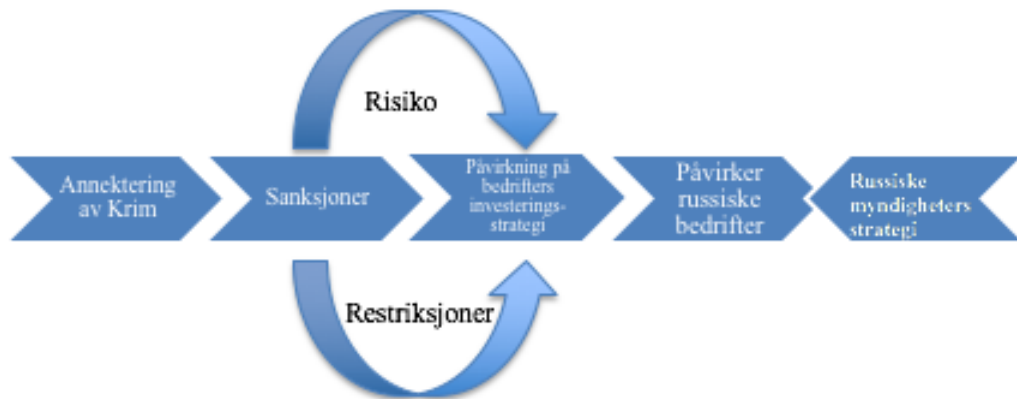 Risiko
Annektering
av Krim
Sanksjoner
Påvirkning på
bedrifters
investerings-
strategi
Påvirker
russiske
bedrifter
Russiske
myndigheters
strategi
Restriksjoner